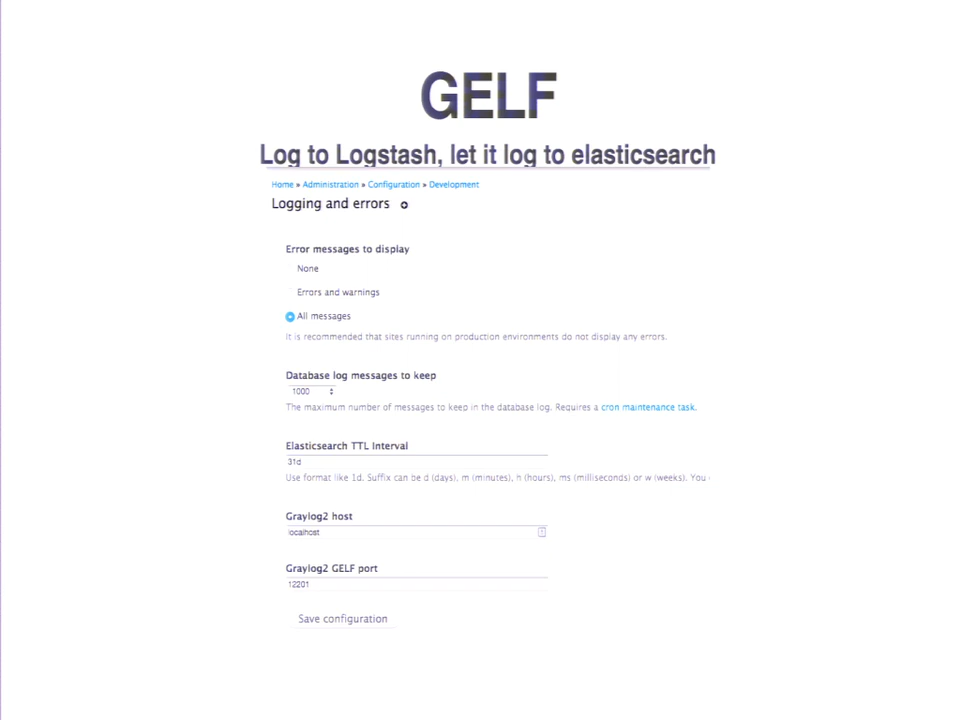 GELF
Log to Logstash, let it log to elasticsearch
Home » Administration » Configuration » Development
Logging and errors
Error messages to display
None
Errors and warnings
All messages
It is recommended that sites running on production environments do not display any errors.
Database log messages to keep
1000
The maximum number of messages to keep in the database log. Requires a cron maintenance task.
Elasticsearch TTL Interval
31d
Use format like 1d. Suffix can be d (days), m (minutes), h (hours), ms (milliseconds) or w (weeks). You
Graylog2 host
localhost
Graylog2 GELF port
12201
Save configuration